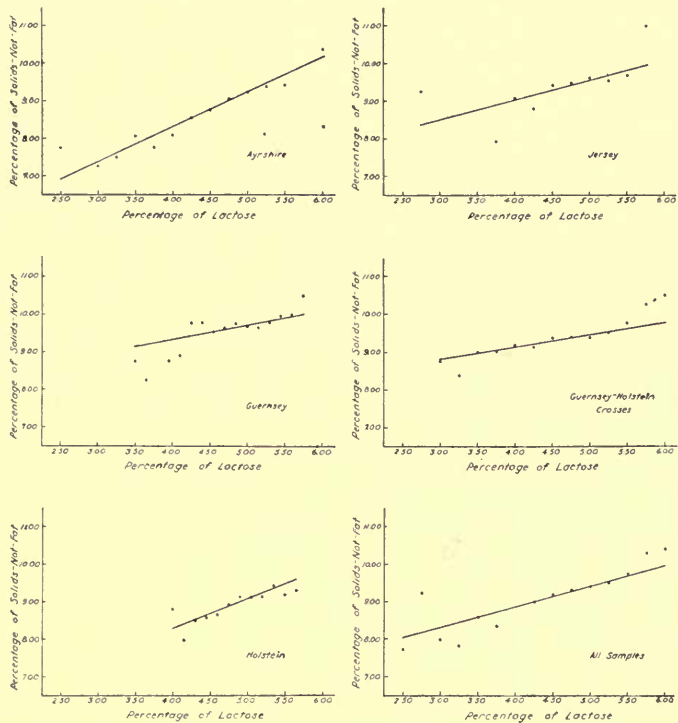 Percentage of Solids-Not-Fat
11.00
10.00
9.00
8.00
7.00
Ayrshire
2.50 3.00 3.50 4.00 4.50 5.00 5.50 6.00
Percentage of Lactose
Percentage of Solids-Not-Fat
11.00
10.00
9.00
8.00
7.00
Jersey
2.50 3.00 3.50 4.00 4.50 5.00 5.50 6.00
Percentage of Lactose
Percentage of Solids-Not-Fat
11.00
10.00
9.00
8.00
7.00
Guernsey
2.50 3.00 3.50 4.00 4.50 5.00 5.50 6.00
Percentage of Lactose
Percentage of Solids-Not-Fat
11.00
10.00
9.00
8.00
7.00
Guernsey-Holstein
Crosses
2.50 3.00 3.50 4.00 4.50 5.00 5.50 6.00
Percentage of Lactose
Percentage of Solids-Not-Fat
11.00
10.00
9.00
8.00
7.00
Holstein
2.50 3.00 3.50 4.00 4.50 5.00 5.50 6.00
Percentage of Lactose
Percentage of Solids-Not-Fat
11.00
10.00
9.00
8.00
7.00
All Samples
2.50 3.00 3.50 4.00 4.50 5.00 5.50 6.00
Percentage of Lactose